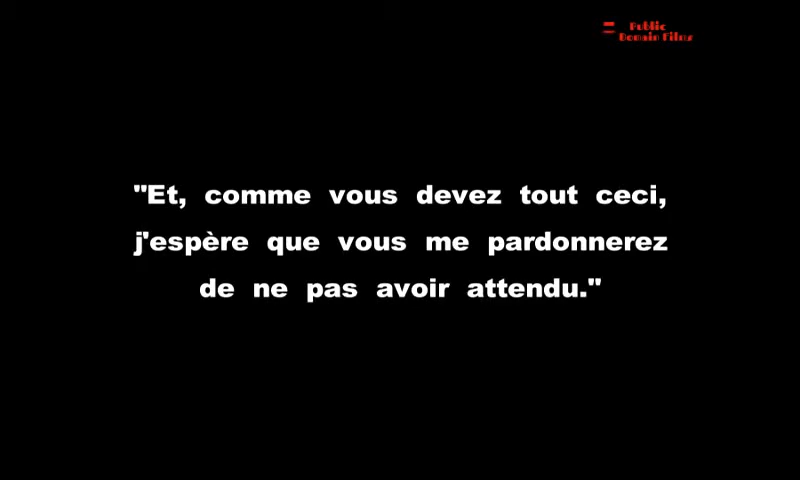 Public
Domain Films
"Et, comme vous devez tout ceci,
j'espère que vous me pardonnerez
de ne pas avoir attendu."